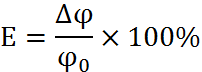 E = Δφ/φ₀ × 100%